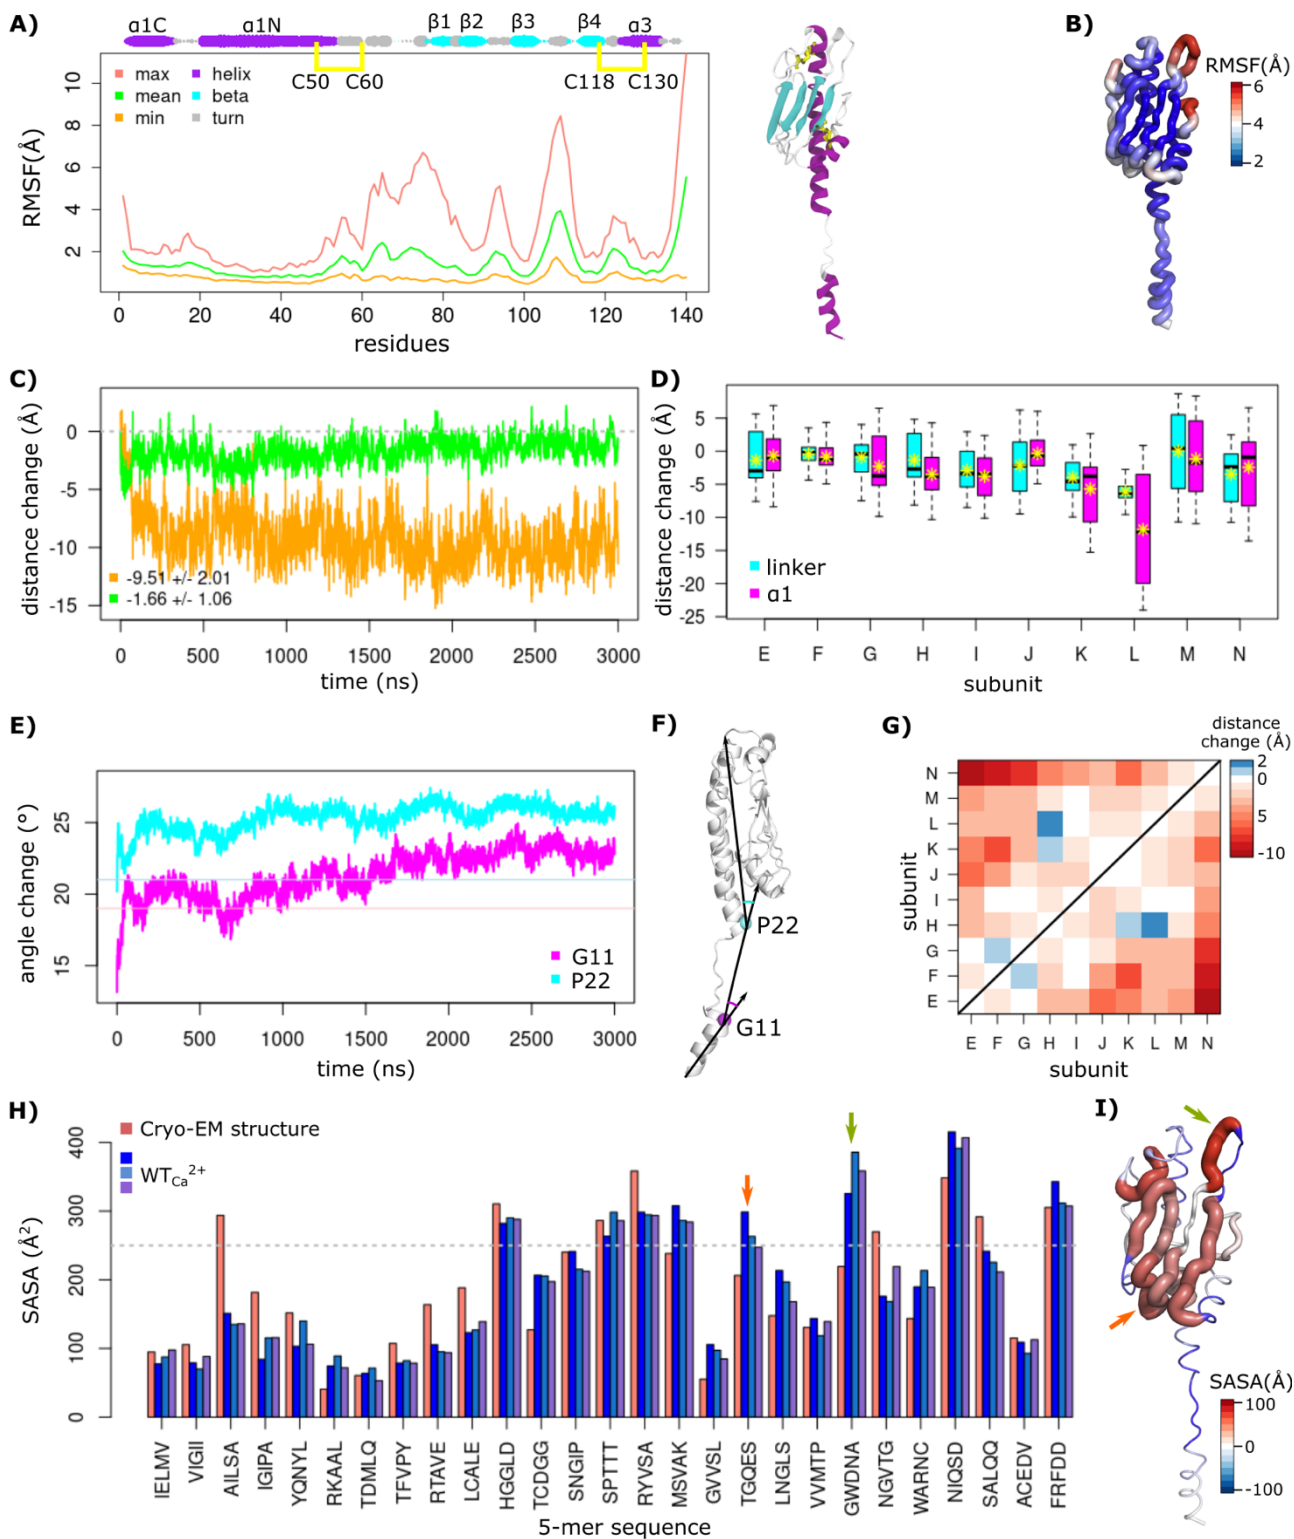 A)
α1C α1N β1 β2 β3 β4 α3
C50 C60 C118 C130
max helix
mean beta
min turn
RMSF(Å)
10
8
6
4
2
0 20 40 60 80 100 120 140
residues
B)
RMSF(Å)
6
4
2
C)
distance change (Å)
0
-5
-10
-15
-9.51 +/- 2.01
-1.66 +/- 1.06
0 500 1000 1500 2000 2500 3000
time (ns)
D)
distance change (Å)
5
0
-5
-10
-15
-20
-25
linker
α1
E F G H I J K L M N
subunit
E)
angle change (°)
25
20
15
G11
P22
0 500 1000 1500 2000 2500 3000
time (ns)
F)
P22
G11
G)
distance
change (Å)
2
0
-5
-10
subunit
N
M
L
K
J
I
H
G
F
E
E F G H I J K L M N
subunit
H)
Cryo-EM structure
WTCa2+
SASA (Å2)
400
300
200
100
0
IELMV VIGII AILSA IGIPA YQNYL RKAAL TDMLQ TFVPY RTAVE LCALE HGGLD TCDGG SNGIP SPTTT RYVSA MSVAK GVVSL TGQES LNGLS VVMTP GWDNA NGVTG WARNC NIQSD SALQQ ACEDV FRFDD
5-mer sequence
I)
SASA(Å)
100
0
-100